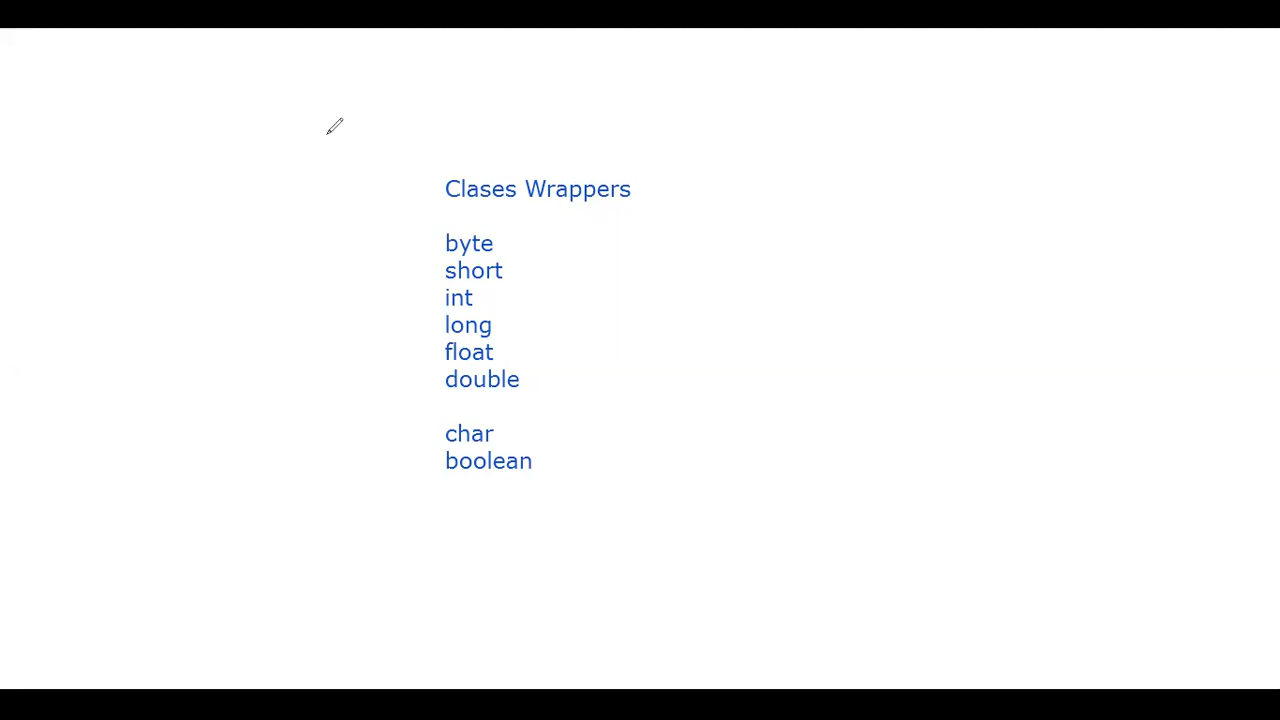 Clases Wrappers
byte
short
int
long
float
double
char
boolean